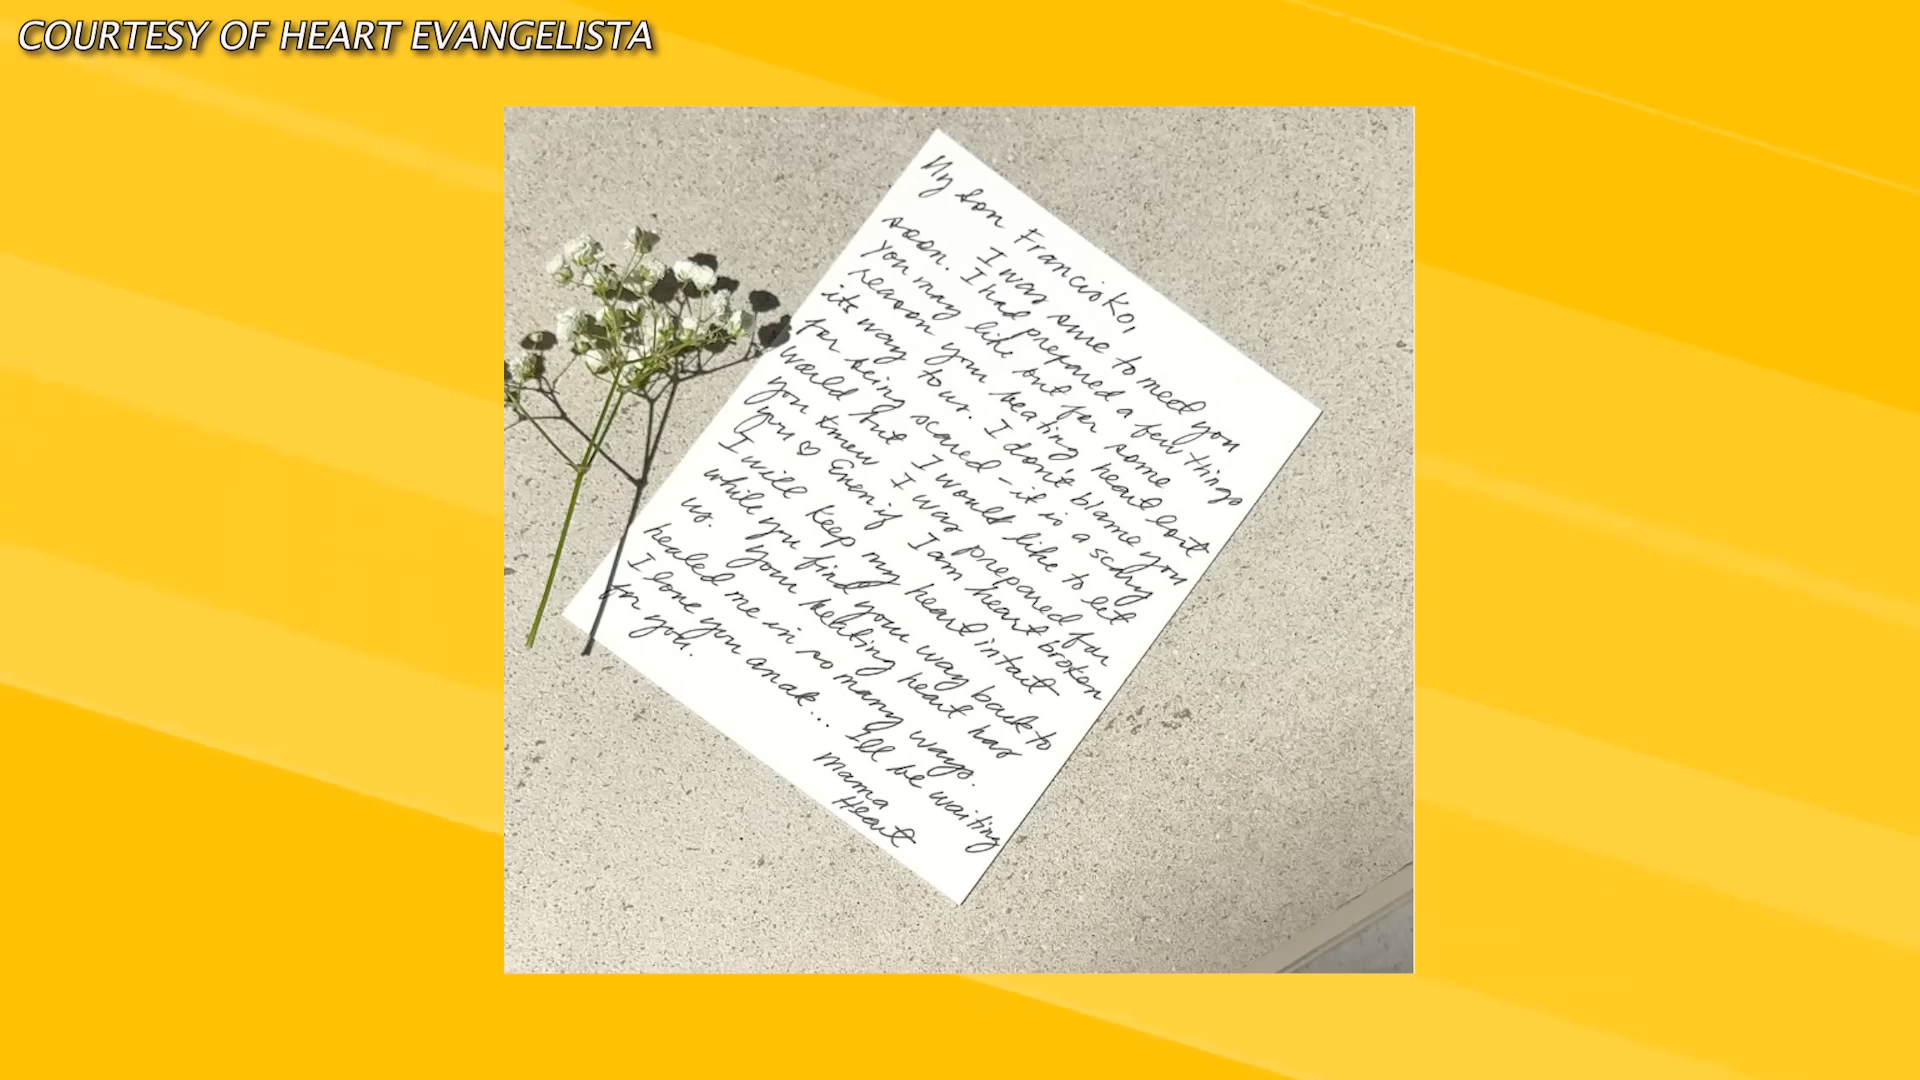 COURTESY OF HEART EVANGELISTA
My son Francisko,
I was sure to meet you
soon. I had prepared a few things
you may like but for some
reason your beating heart lost
its way to us. I don't blame you
for being scared - it is a scary
world but I would like to let
you know I was prepared for
you ♡ Even if I am heart broken
I will keep my heart intact
while you find your way back to
us. Your beating heart has
healed me in so many ways.
I love you anak... I'll be waiting
for you.
Mama
Heart